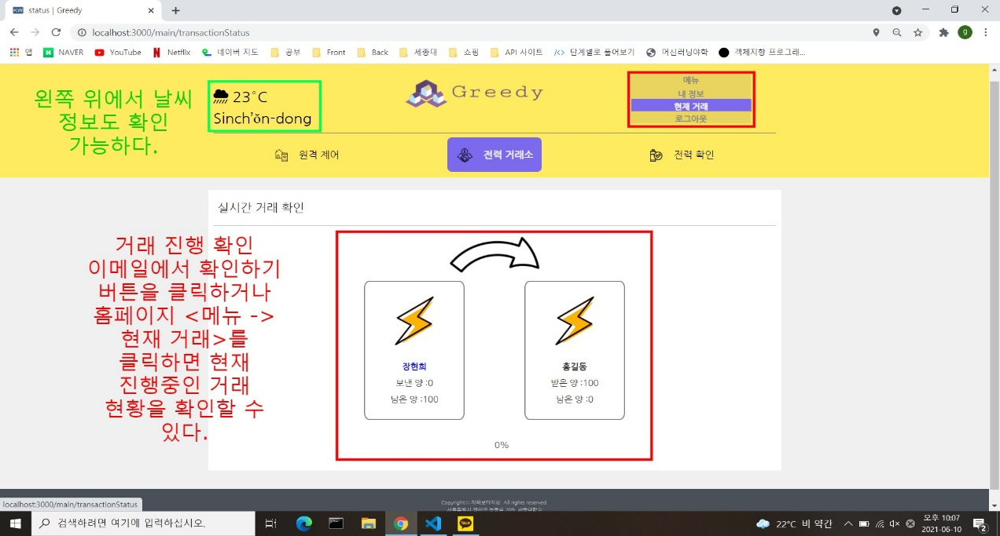 status | Greedy
localhost:3000/main/transactionStatus
앱 NAVER YouTube Netflix 네이버 지도 공부 Front Back 세종대 쇼핑 API 사이트 단계별로 풀어보기 머신러닝야학 객체지향 프로그래...
왼쪽 위에서 날씨
정보도 확인
가능하다.
23°C
Sinch'ŏn-dong
Greedy
메뉴
내 정보
현재 거래
로그아웃
원격 제어
전력 거래소
전력 확인
실시간 거래 확인
거래 진행 확인
이메일에서 확인하기
버튼을 클릭하거나
홈페이지 <메뉴 ->
현재 거래>를
클릭하면 현재
진행중인 거래
현황을 확인할 수
있다.
장현희
보낸 양 :0
남은 양 :100
홍길동
받은 양 :100
남은 양 :0
0%
localhost:3000/main/transactionStatus
Copyright © 지하보다지상. All rights reserved
검색하려면 여기에 입력하십시오.
22°C 비 약간
오후 10:07
2021-06-10